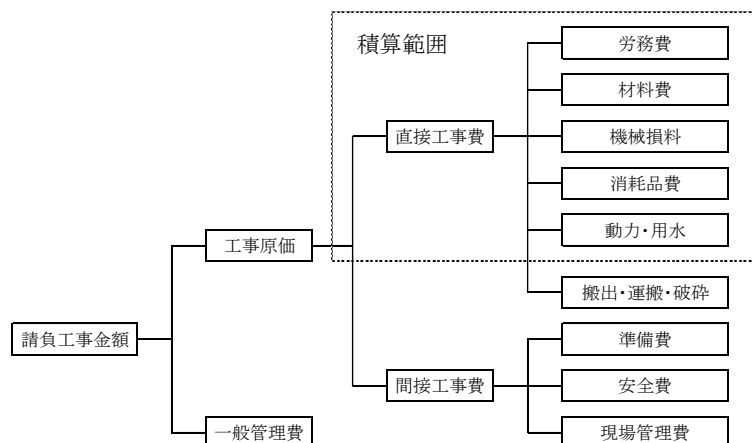 積算範囲
労務費
材料費
直接工事費
機械損料
消耗品費
工事原価
動力・用水
搬出・運搬・破砕
請負工事金額
準備費
間接工事費
安全費
一般管理費
現場管理費